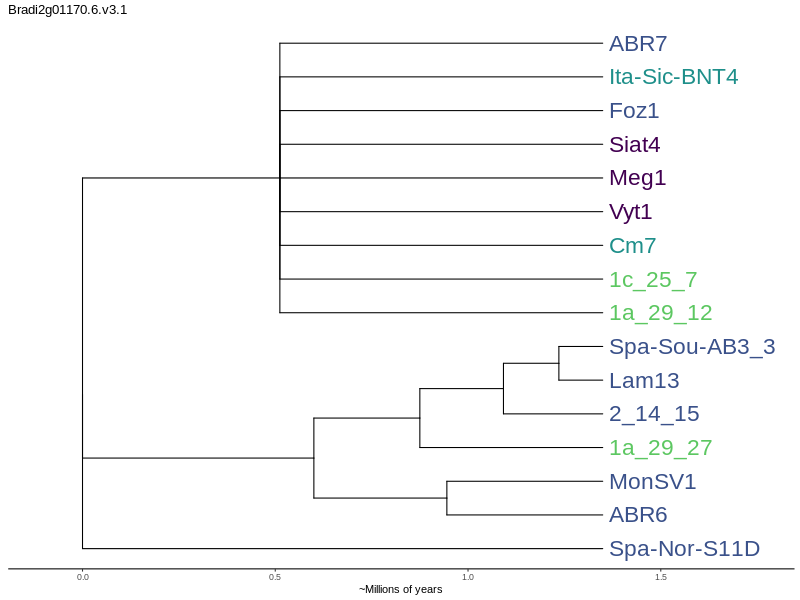 Bradi2g01170.6.v3.1
ABR7
Ita-Sic-BNT4
Foz1
Siat4
Meg1
Vyt1
Cm7
1c_25_7
1a_29_12
Spa-Sou-AB3_3
Lam13
2_14_15
1a_29_27
MonSV1
ABR6
Spa-Nor-S11D
0.0 0.5 1.0 1.5
~Millions of years